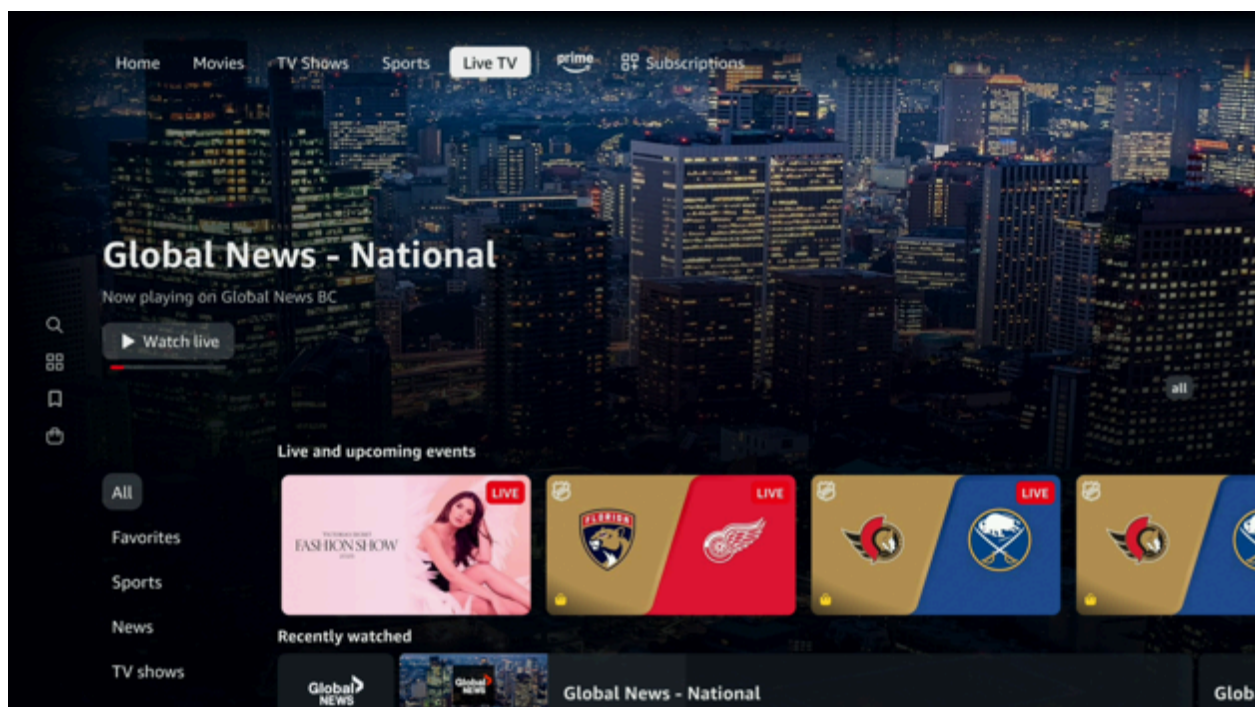 Home Movies TV Shows Sports Live TV prime Subscriptions
Global News - National
Now playing on Global News BC
Watch live
all
Live and upcoming events
All
Favorites
Sports
News
TV shows
FASHION SHOW
LIVE
FLORIDA
LIVE
LIVE
Recently watched
Global NEWS
Global NEWS
Global News - National
Glob